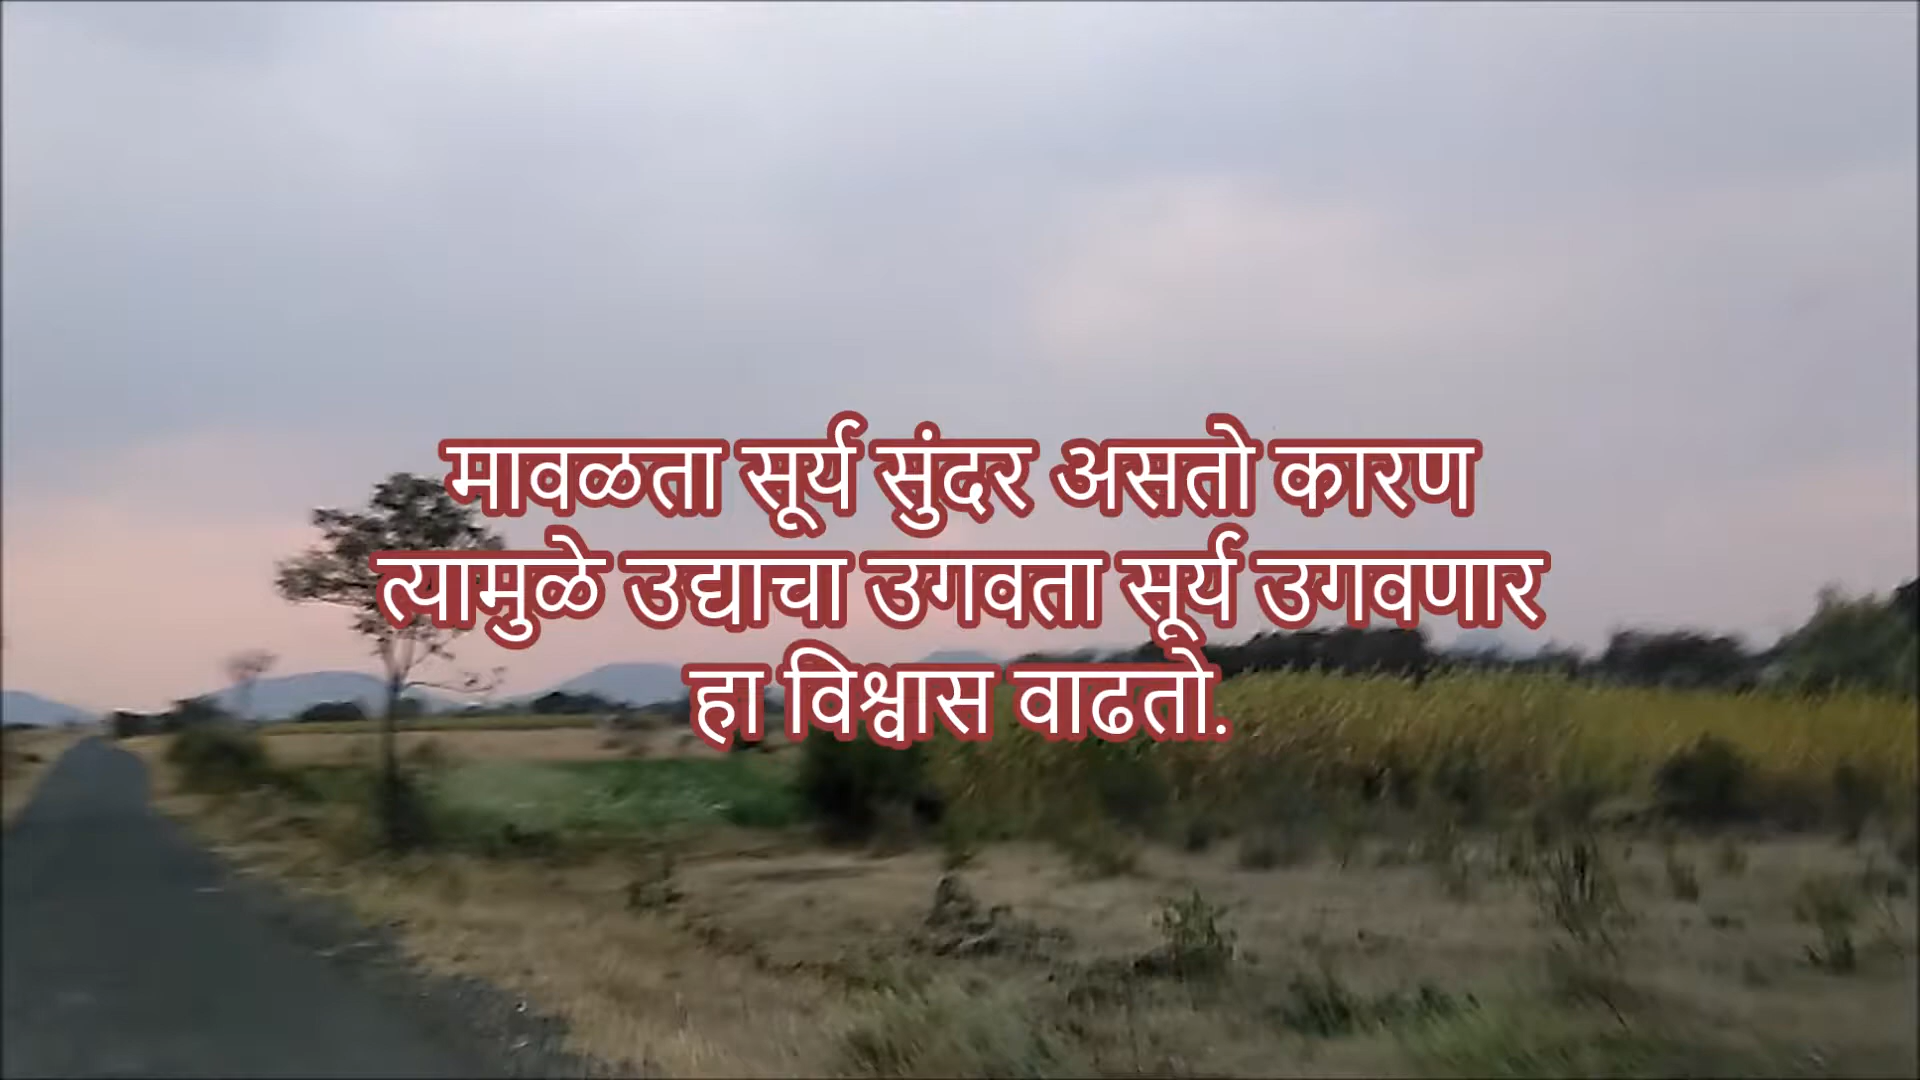 मावळता सूर्य सुंदर असतो कारण
त्यामुळे उद्याचा उगवता सूर्य उगवणार
हा विश्वास वाढतो.